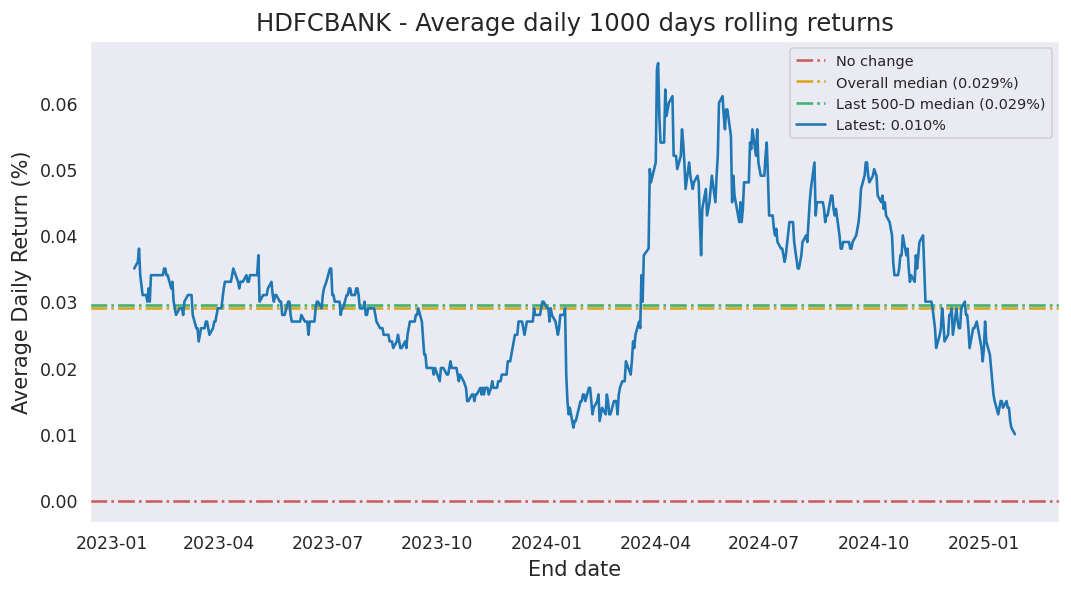 HDFCBANK - Average daily 1000 days rolling returns
No change
Overall median (0.029%)
Last 500-D median (0.029%)
Latest: 0.010%
Average Daily Return (%)
0.06
0.05
0.04
0.03
0.02
0.01
0.00
2023-01 2023-04 2023-07 2023-10 2024-01 2024-04 2024-07 2024-10 2025-01
End date